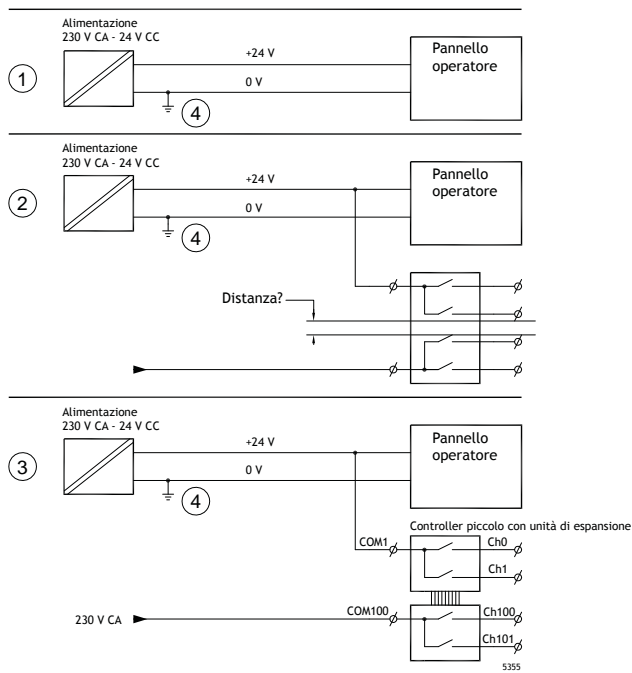 Alimentazione
230 V CA - 24 V CC
+24 V
Pannello
operatore
1
0 V
4
Alimentazione
230 V CA - 24 V CC
+24 V
Pannello
operatore
2
0 V
4
Distanza?
Alimentazione
230 V CA - 24 V CC
+24 V
Pannello
operatore
3
0 V
4
Controller piccolo con unità di espansione
COM1
Ch0
Ch1
230 V CA
COM100
Ch100
Ch101
5355